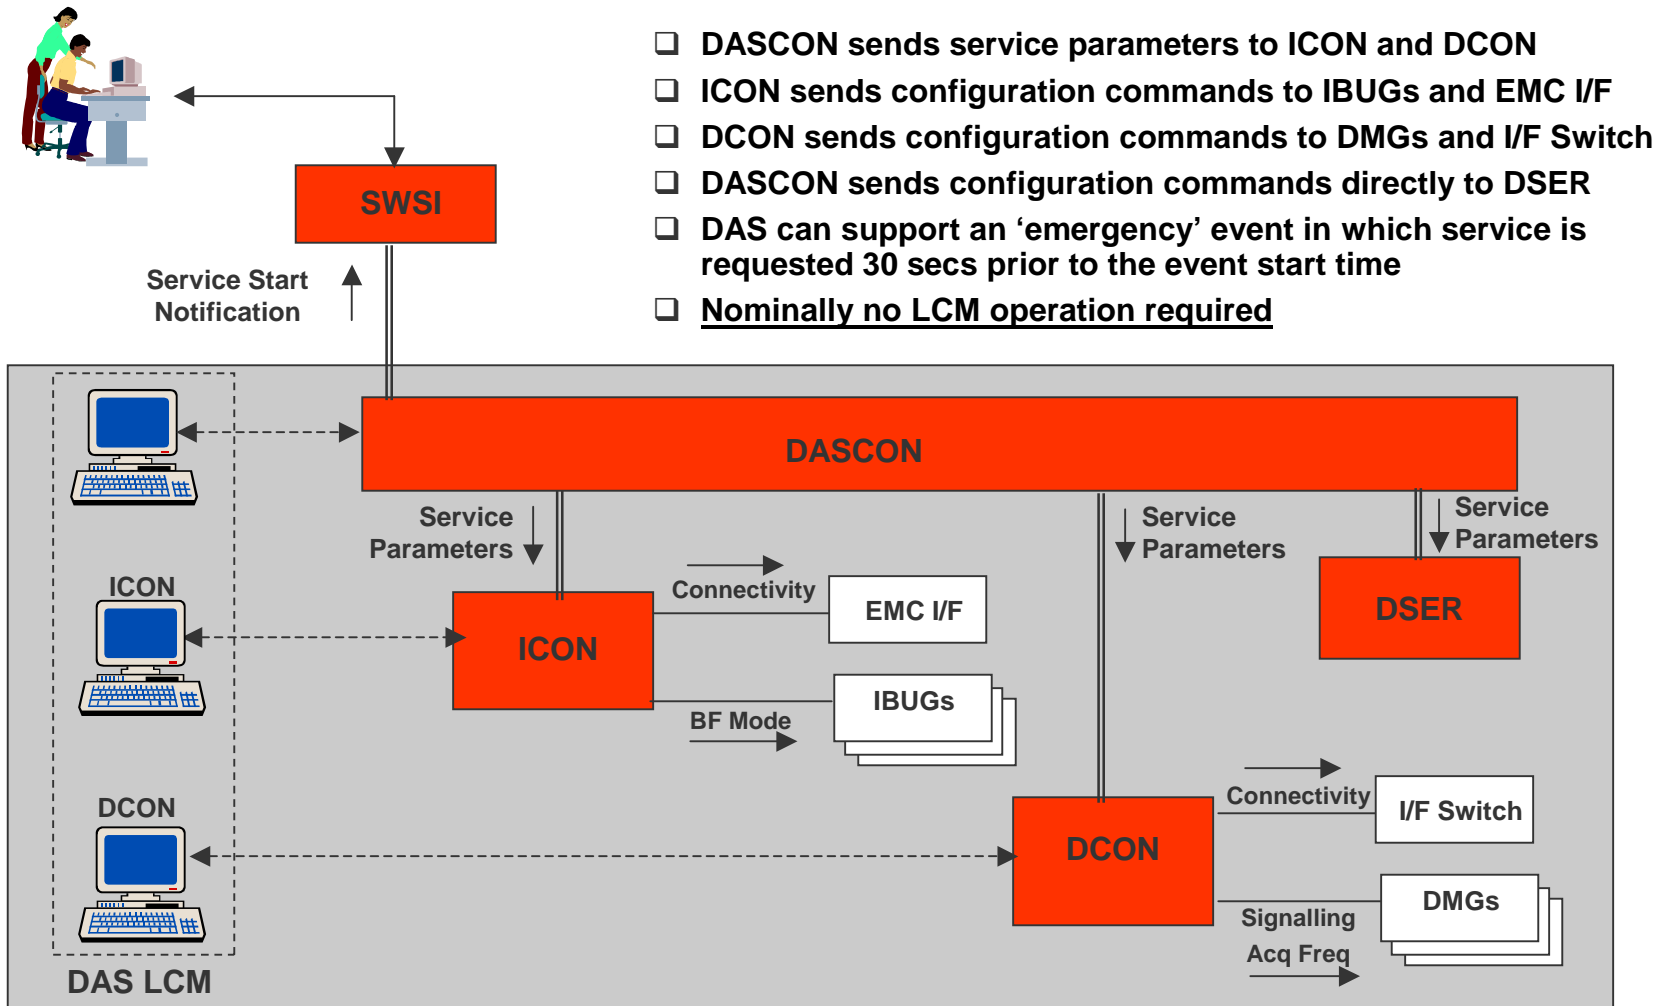 DASCON sends service parameters to ICON and DCON
ICON sends configuration commands to IBUGs and EMC I/F
DCON sends configuration commands to DMGs and I/F Switch
DASCON sends configuration commands directly to DSER
DAS can support an ‘emergency’ event in which service is
requested 30 secs prior to the event start time
Nominally no LCM operation required
SWSI
Service Start
Notification
DASCON
Service
Parameters
Service
Parameters
Service
Parameters
ICON
ICON
Connectivity
EMC I/F
BF Mode
IBUGs
DSER
DCON
DCON
Connectivity
I/F Switch
Signalling
Acq Freq
DMGs
DAS LCM